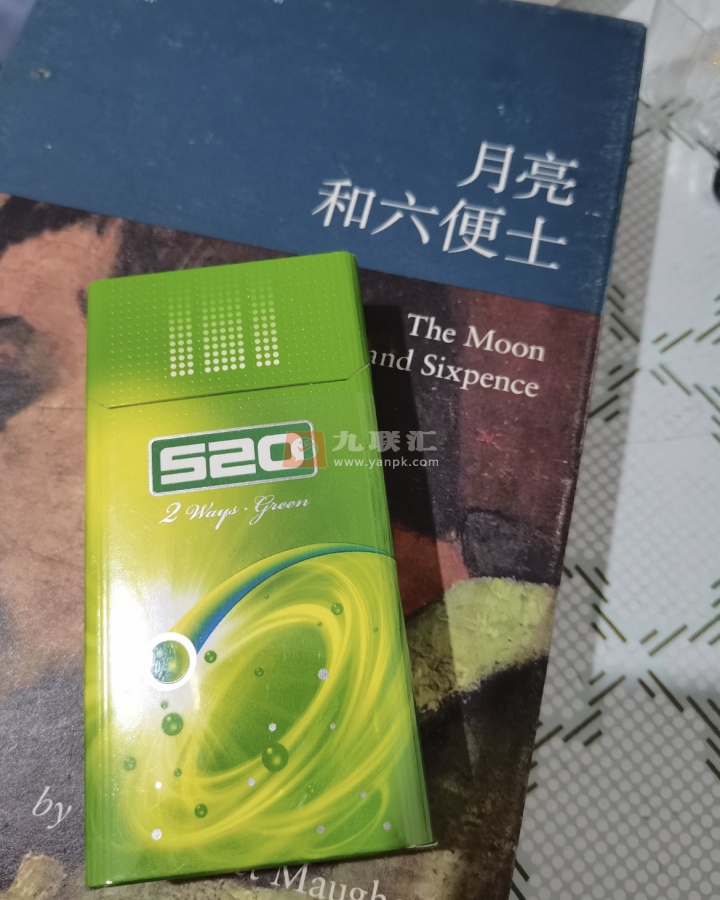 月亮
和六便士
The Moon
and Sixpence
520
2 Ways · Green
九联汇
www.yanpk.com
by
Maugh